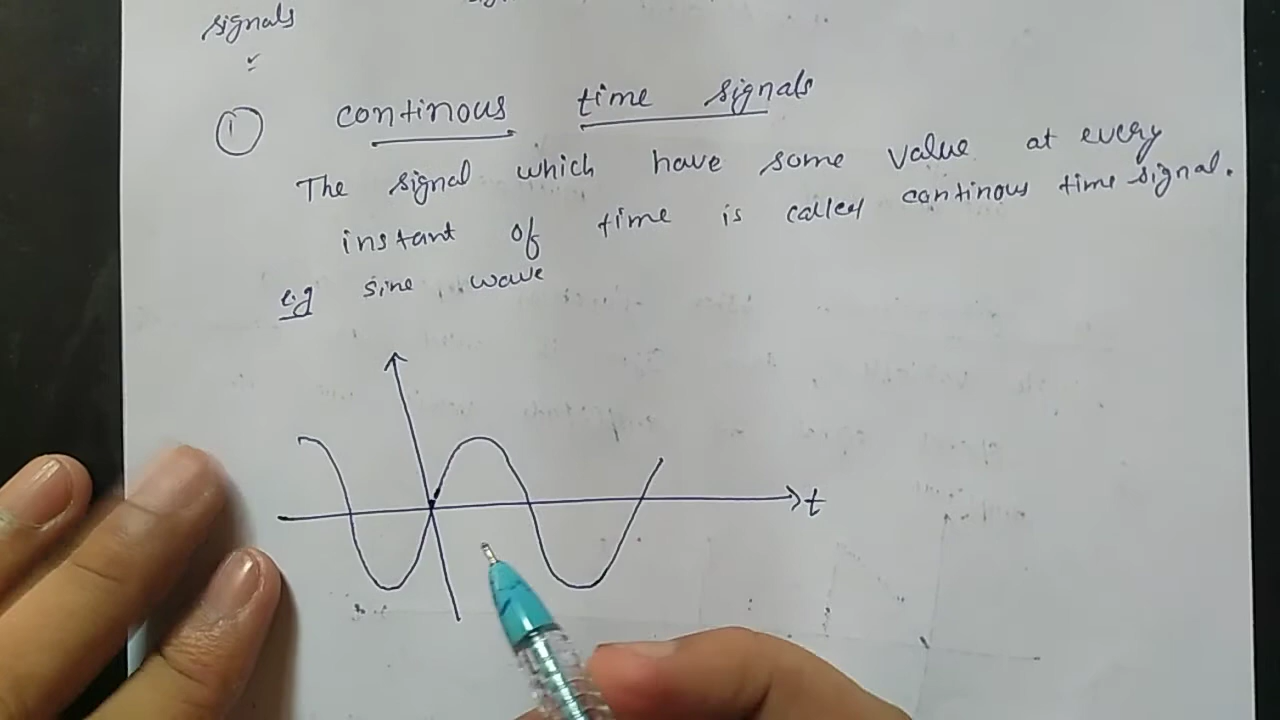 signals
① continous time signals
The signal which have some value at every
instant of time is called continous time signal.
e.g sine wave
t